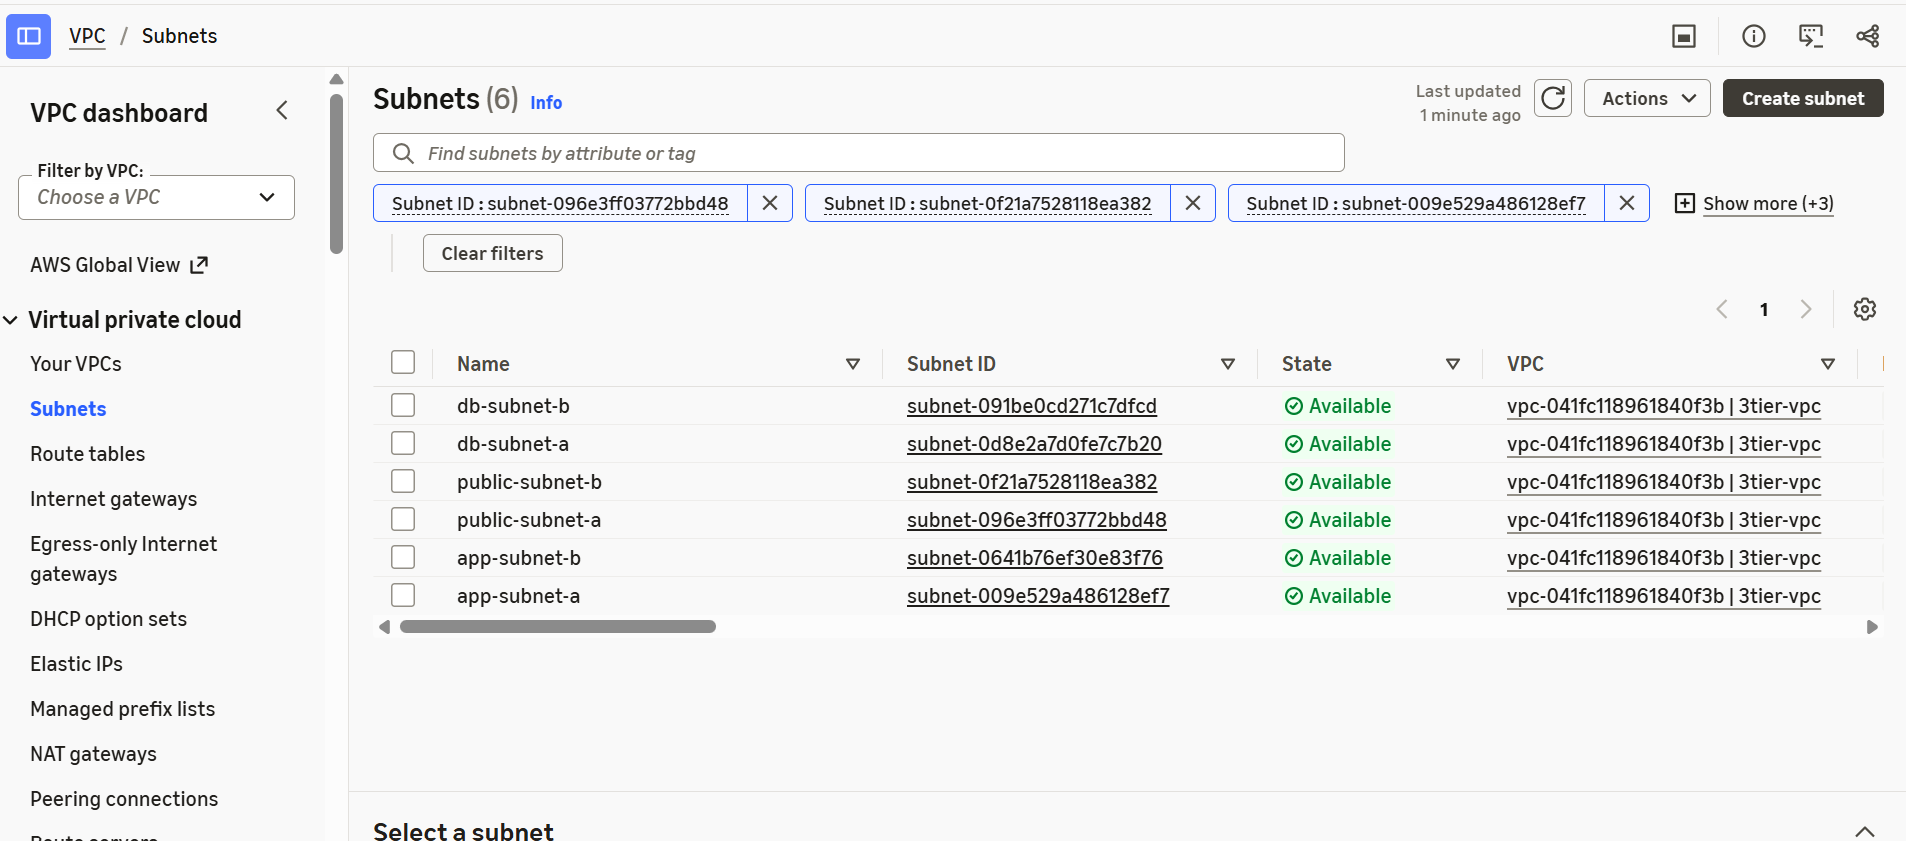 VPC / Subnets
VPC dashboard
Filter by VPC:
Choose a VPC
AWS Global View
Virtual private cloud
Your VPCs
Subnets
Route tables
Internet gateways
Egress-only Internet
gateways
DHCP option sets
Elastic IPs
Managed prefix lists
NAT gateways
Peering connections
Route servers
Subnets (6) Info
Last updated
1 minute ago
Actions
Create subnet
Find subnets by attribute or tag
Subnet ID : subnet-096e3ff03772bbd48
Subnet ID : subnet-0f21a7528118ea382
Subnet ID : subnet-009e529a486128ef7
Show more (+3)
Clear filters
1
Name Subnet ID State VPC
db-subnet-b subnet-091be0cd271c7dfcd Available vpc-041fc118961840f3b | 3tier-vpc
db-subnet-a subnet-0d8e2a7d0fe7c7b20 Available vpc-041fc118961840f3b | 3tier-vpc
public-subnet-b subnet-0f21a7528118ea382 Available vpc-041fc118961840f3b | 3tier-vpc
public-subnet-a subnet-096e3ff03772bbd48 Available vpc-041fc118961840f3b | 3tier-vpc
app-subnet-b subnet-0641b76ef30e83f76 Available vpc-041fc118961840f3b | 3tier-vpc
app-subnet-a subnet-009e529a486128ef7 Available vpc-041fc118961840f3b | 3tier-vpc
Select a subnet